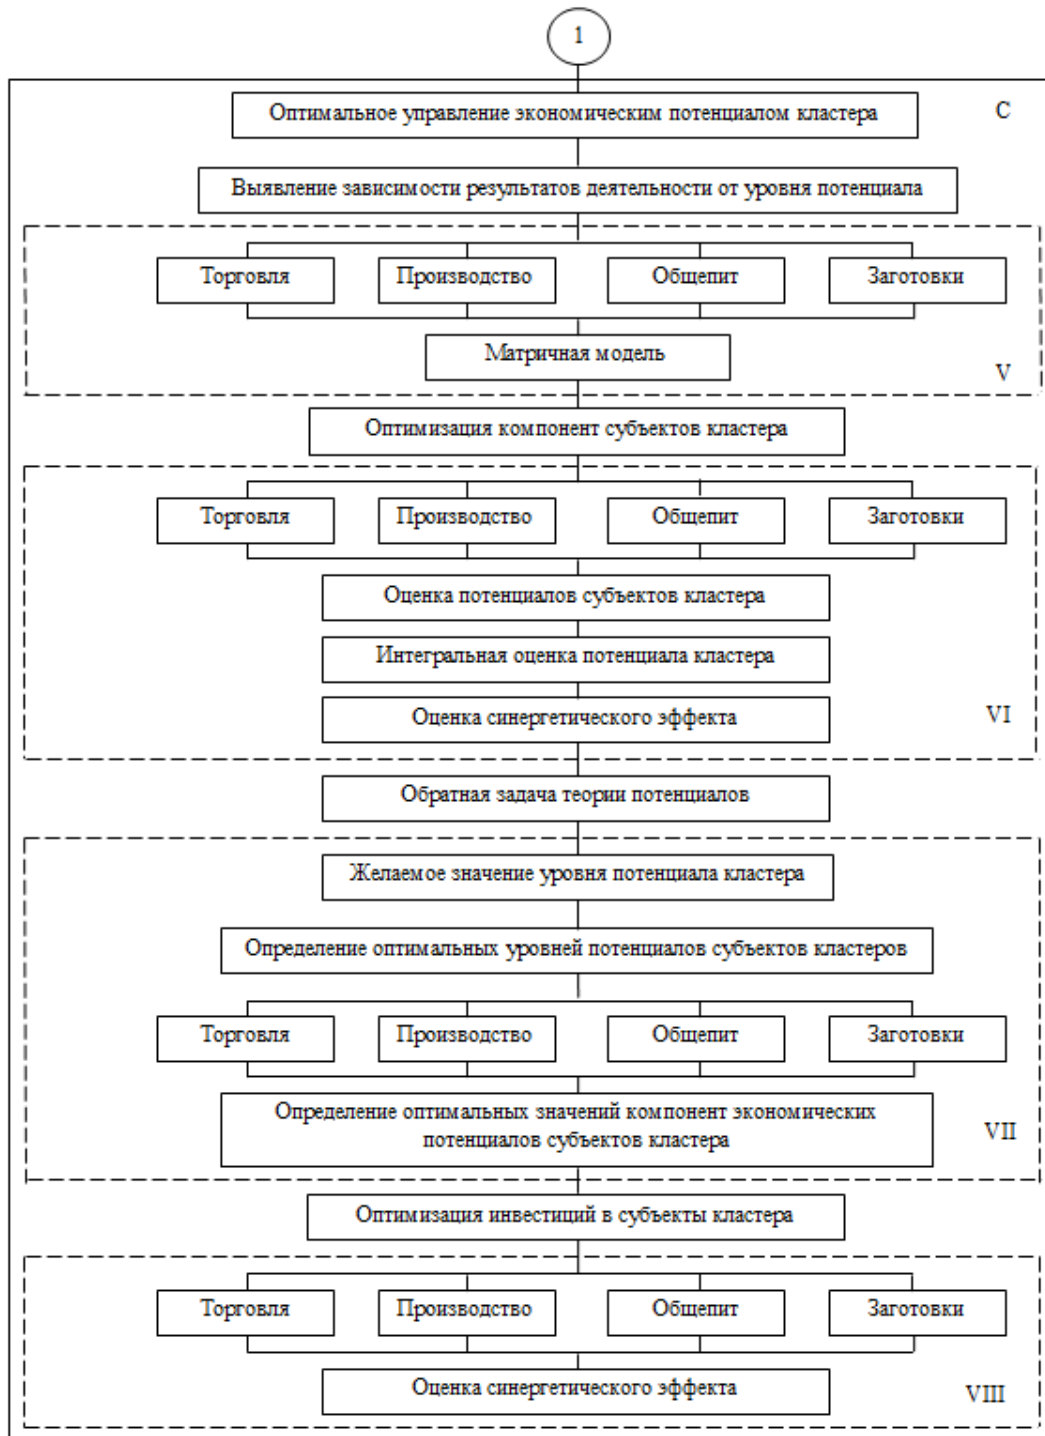 1
Оптимальное управление экономическим потенциалом кластера
С
Выявление зависимости результатов деятельности от уровня потенциала
Торговля
Производство
Общепит
Заготовки
Матричная модель
V
Оптимизация компонент субъектов кластера
Торговля
Производство
Общепит
Заготовки
Оценка потенциалов субъектов кластера
Интегральная оценка потенциала кластера
Оценка синергетического эффекта
VI
Обратная задача теории потенциалов
Желаемое значение уровня потенциала кластера
Определение оптимальных уровней потенциалов субъектов кластеров
Торговля
Производство
Общепит
Заготовки
Определение оптимальных значений компонент экономических
потенциалов субъектов кластера
VII
Оптимизация инвестиций в субъекты кластера
Торговля
Производство
Общепит
Заготовки
Оценка синергетического эффекта
VIII